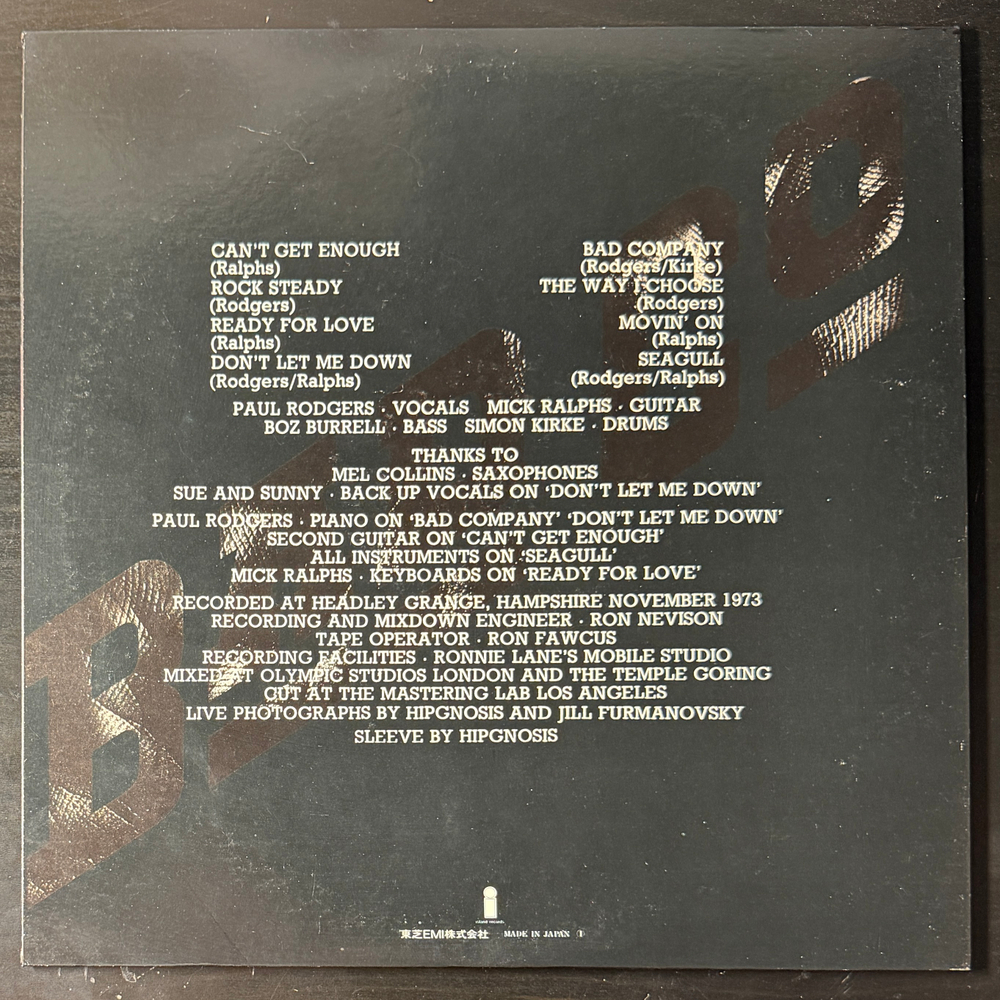 CAN'T GET ENOUGH
(Ralphs)
ROCK STEADY
(Rodgers)
READY FOR LOVE
(Ralphs)
DON'T LET ME DOWN
(Rodgers/Ralphs)
BAD COMPANY
(Rodgers/Kirke)
THE WAY I CHOOSE
(Rodgers)
MOVIN' ON
(Ralphs)
SEAGULL
(Rodgers/Ralphs)
PAUL RODGERS · VOCALS MICK RALPHS · GUITAR
BOZ BURRELL · BASS SIMON KIRKE · DRUMS
THANKS TO
MEL COLLINS · SAXOPHONES
SUE AND SUNNY · BACK UP VOCALS ON 'DON'T LET ME DOWN'
PAUL RODGERS · PIANO ON 'BAD COMPANY' 'DON'T LET ME DOWN'
SECOND GUITAR ON 'CAN'T GET ENOUGH'
ALL INSTRUMENTS ON 'SEAGULL'
MICK RALPHS · KEYBOARDS ON 'READY FOR LOVE'
RECORDED AT HEADLEY GRANGE, HAMPSHIRE NOVEMBER 1973
RECORDING AND MIXDOWN ENGINEER · RON NEVISON
TAPE OPERATOR · RON FAWCUS
RECORDING FACILITIES · RONNIE LANE'S MOBILE STUDIO
MIXED AT OLYMPIC STUDIOS LONDON AND THE TEMPLE GORING
CUT AT THE MASTERING LAB LOS ANGELES
LIVE PHOTOGRAPHS BY HIPGNOSIS AND JILL FURMANOVSKY
SLEEVE BY HIPGNOSIS
東芝EMI株式会社 MADE IN JAPAN